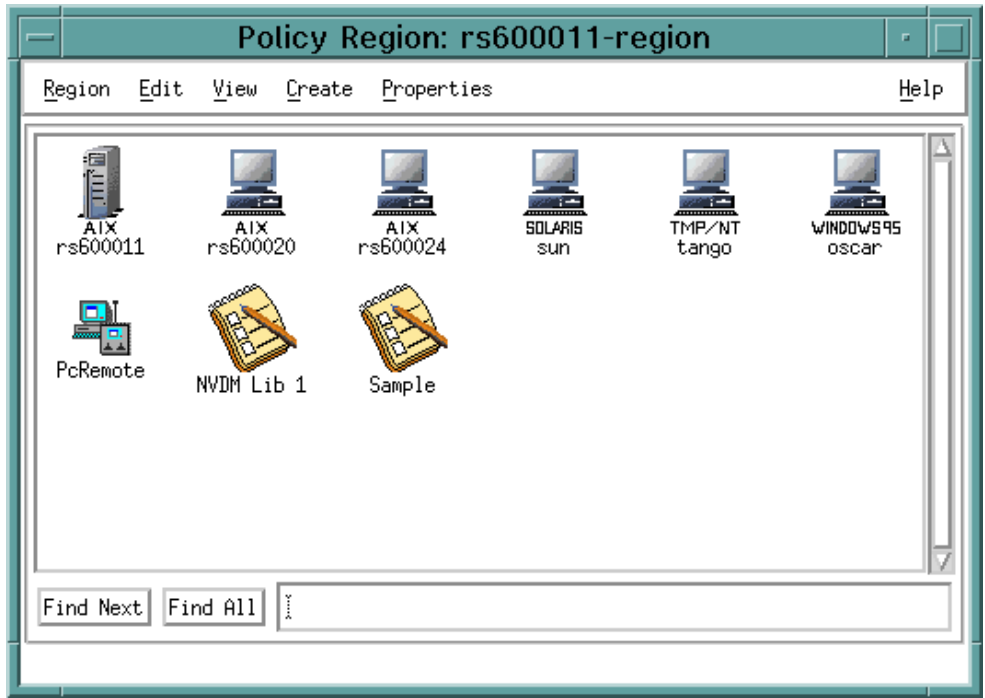 Policy Region: rs600011-region
Region Edit View Create Properties Help
AIX AIX AIX SOLARIS TMP/NT WINDOWS95
rs600011 rs600020 rs600024 sun tango oscar
PcRemote NVDM Lib 1 Sample
Find Next Find All